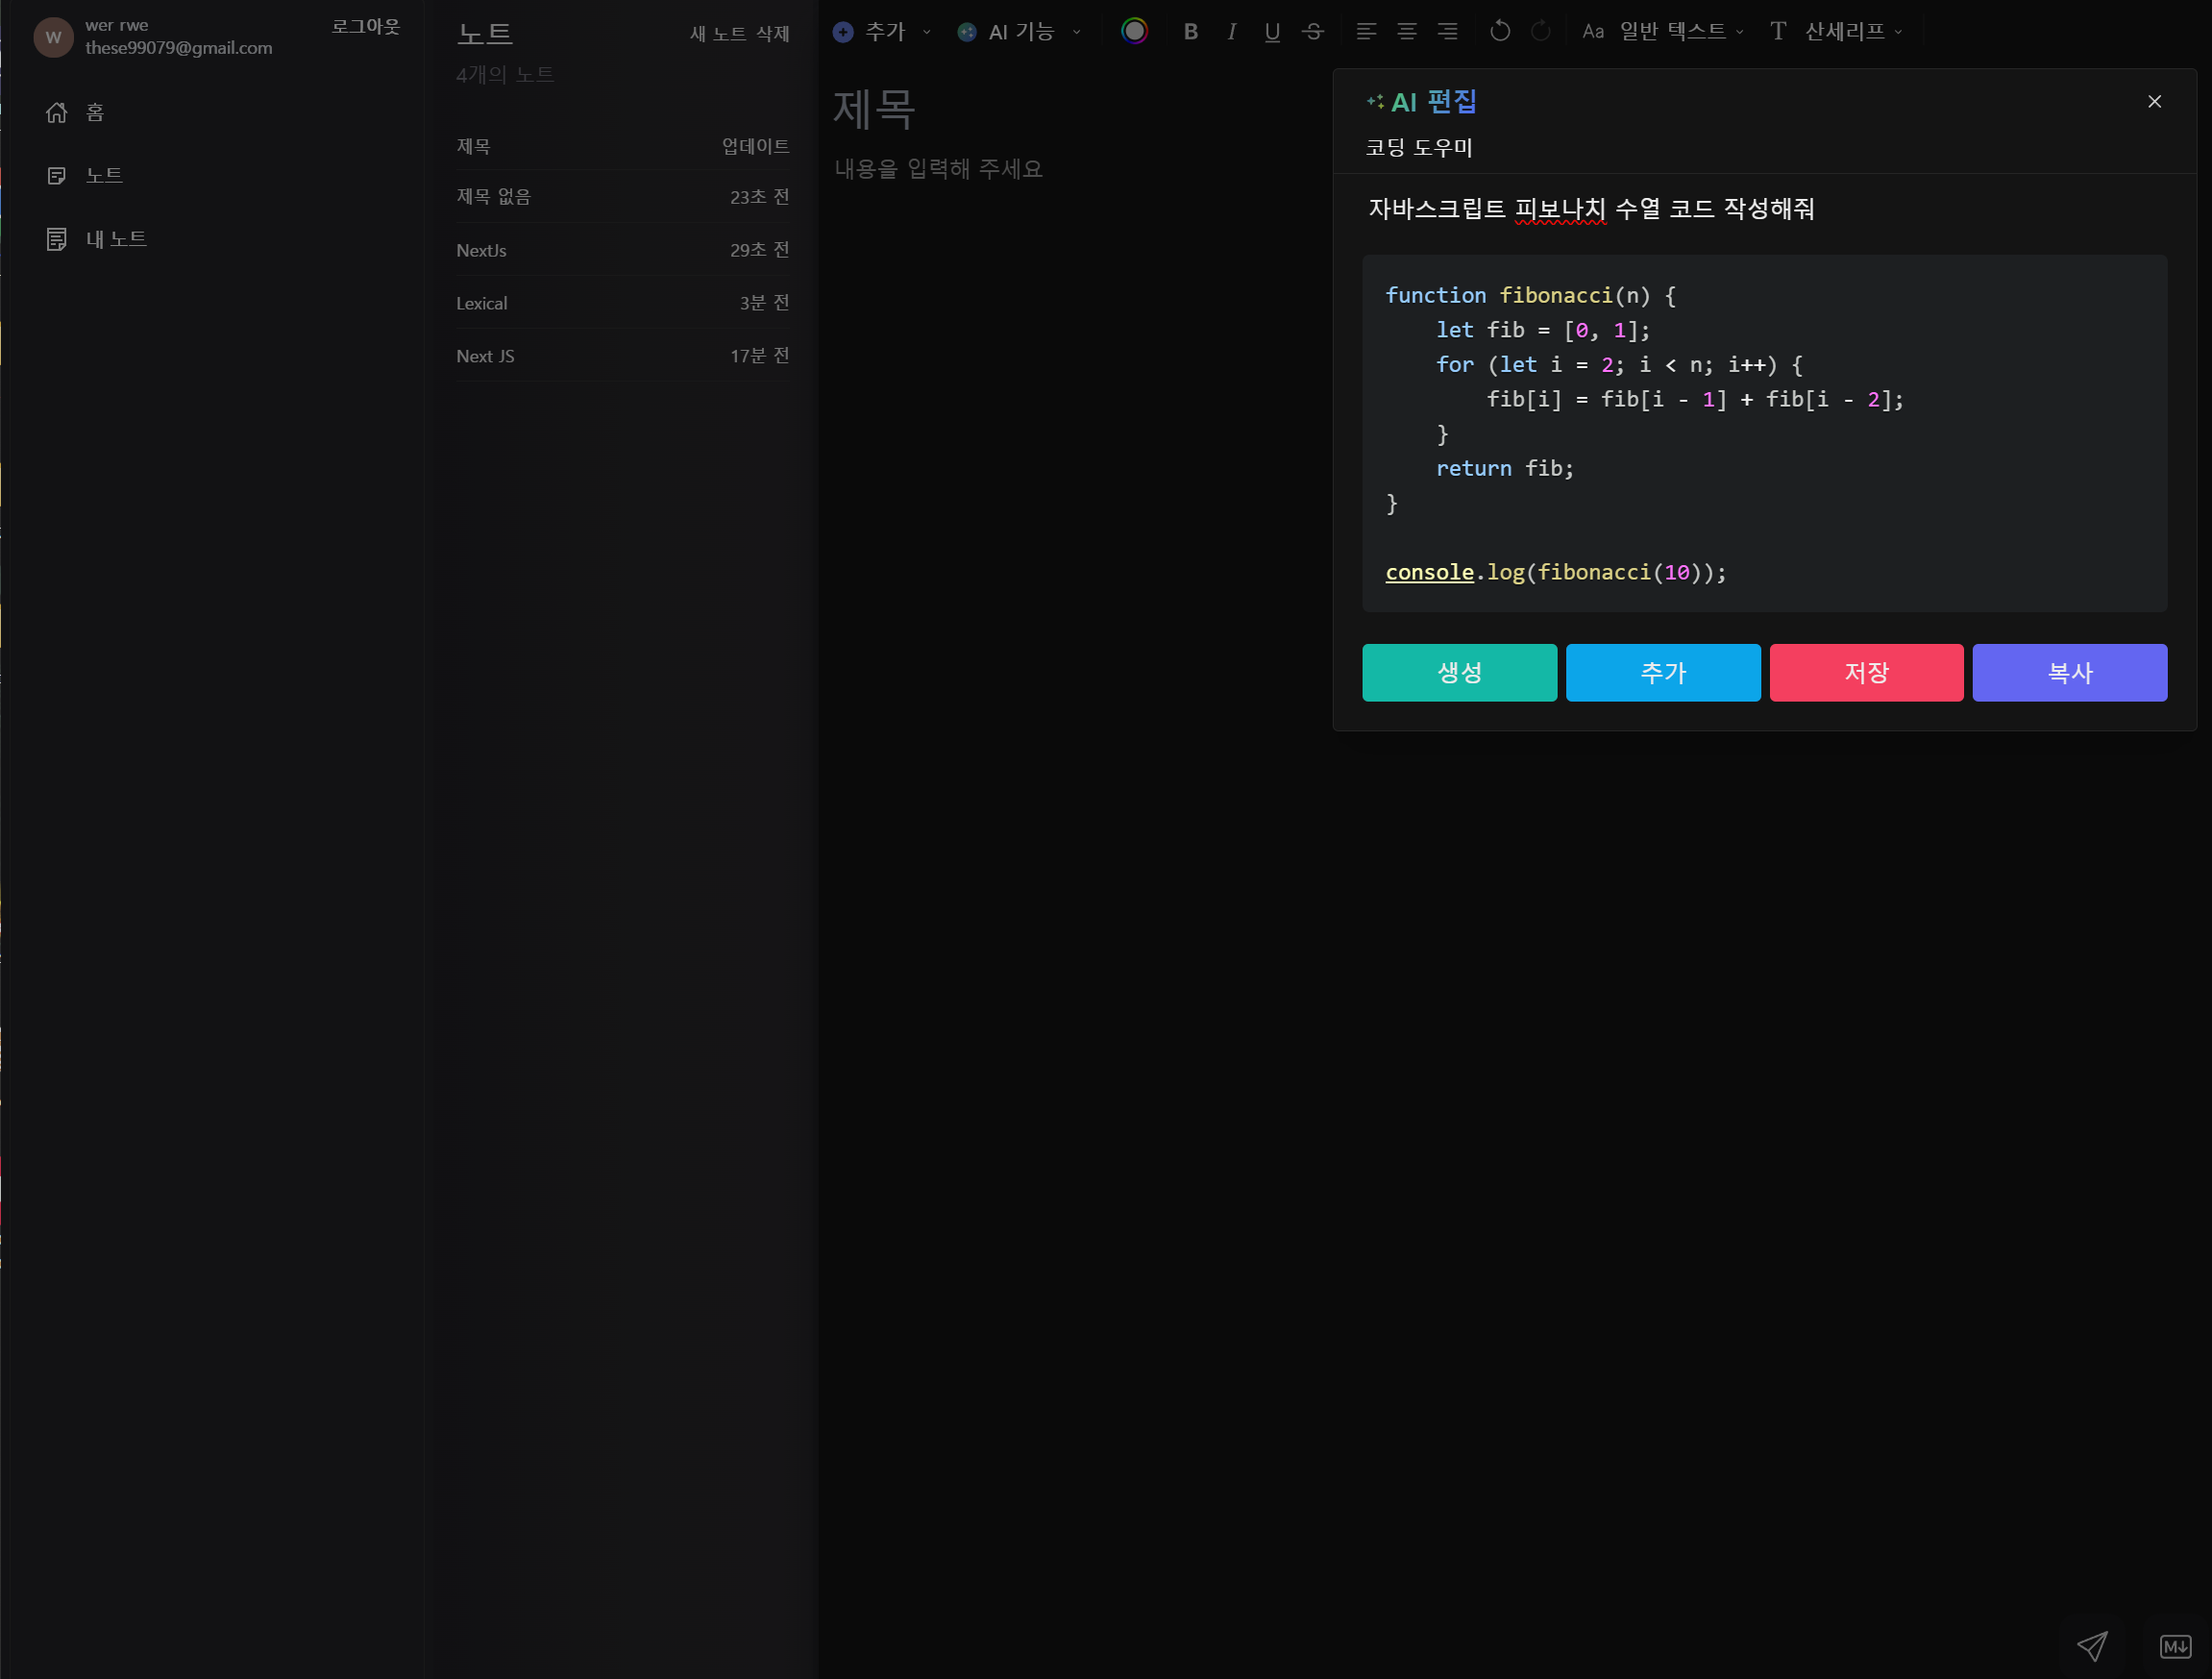 W
wer rwe
these99079@gmail.com
로그아웃
홈
노트
내 노트
노트
새 노트 삭제
4개의 노트
제목 업데이트
제목 없음 23초 전
NextJs 29초 전
Lexical 3분 전
Next JS 17분 전
추가 AI 기능 B I U S Aa 일반 텍스트 T 산세리프
제목
내용을 입력해 주세요
AI 편집
코딩 도우미
자바스크립트 피보나치 수열 코드 작성해줘
function fibonacci(n) {
    let fib = [0, 1];
    for (let i = 2; i < n; i++) {
        fib[i] = fib[i - 1] + fib[i - 2];
    }
    return fib;
}
console.log(fibonacci(10));
생성 추가 저장 복사
M↓